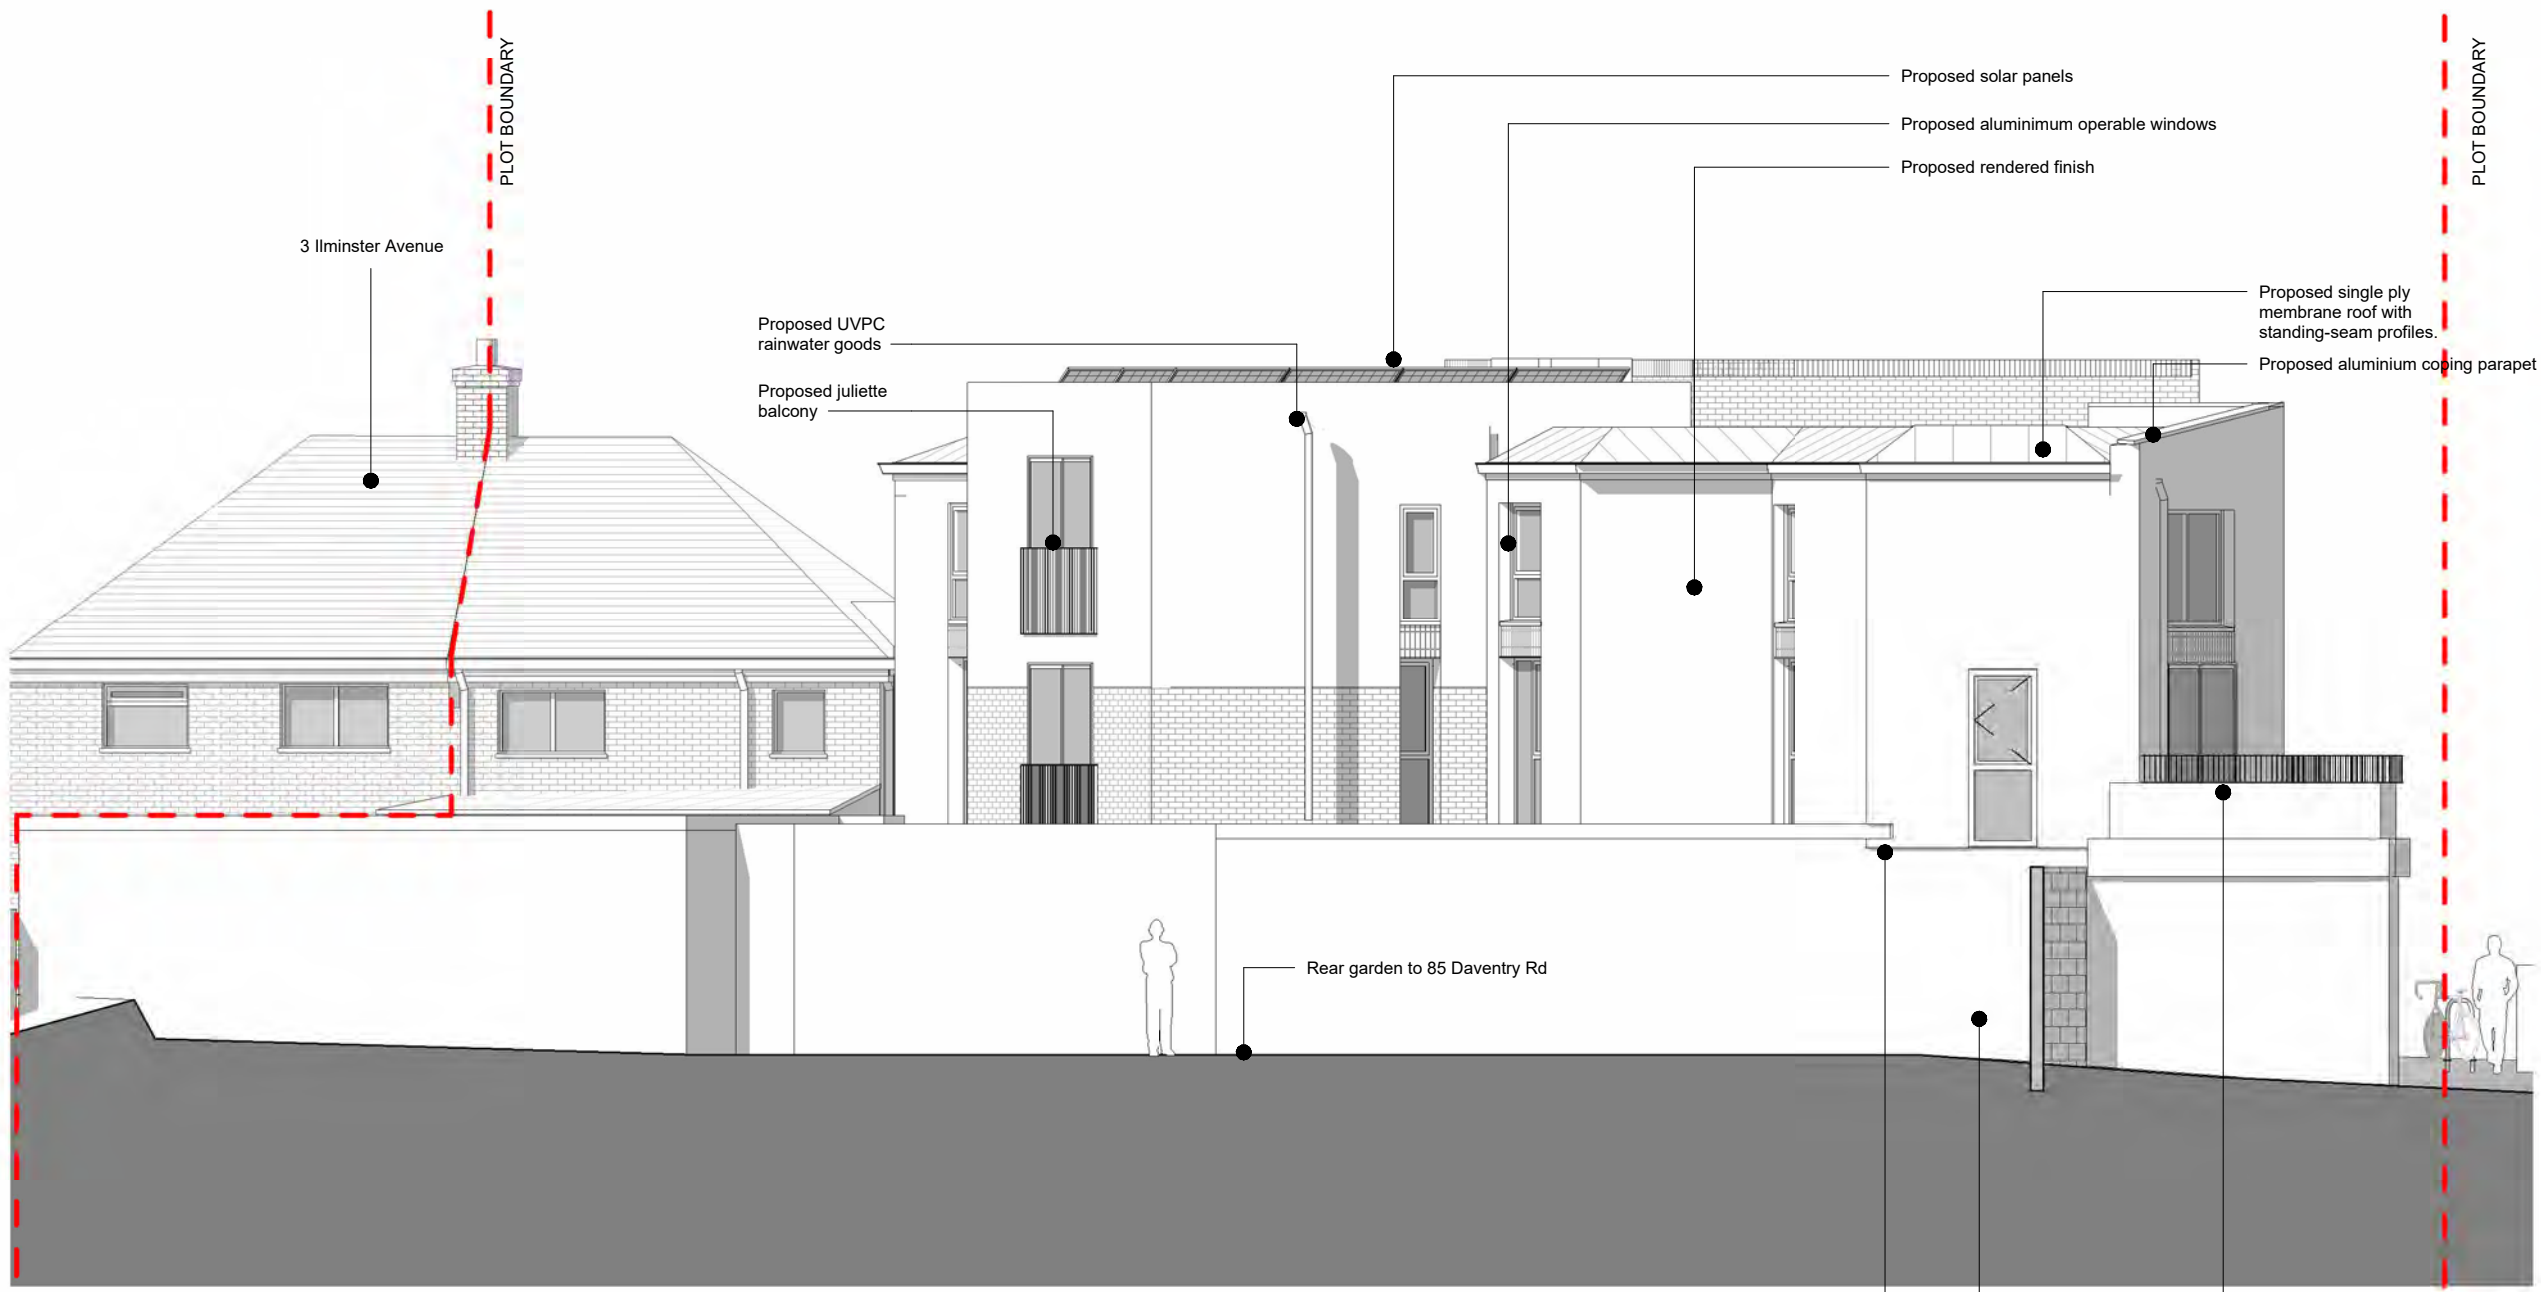 PLOT BOUNDARY
PLOT BOUNDARY
Proposed solar panels
Proposed aluminimum operable windows
Proposed rendered finish
3 Ilminster Avenue
Proposed single ply
membrane roof with
standing-seam profiles.
Proposed UVPC
rainwater goods
Proposed aluminium coping parapet
Proposed juliette
balcony
Rear garden to 85 Daventry Rd